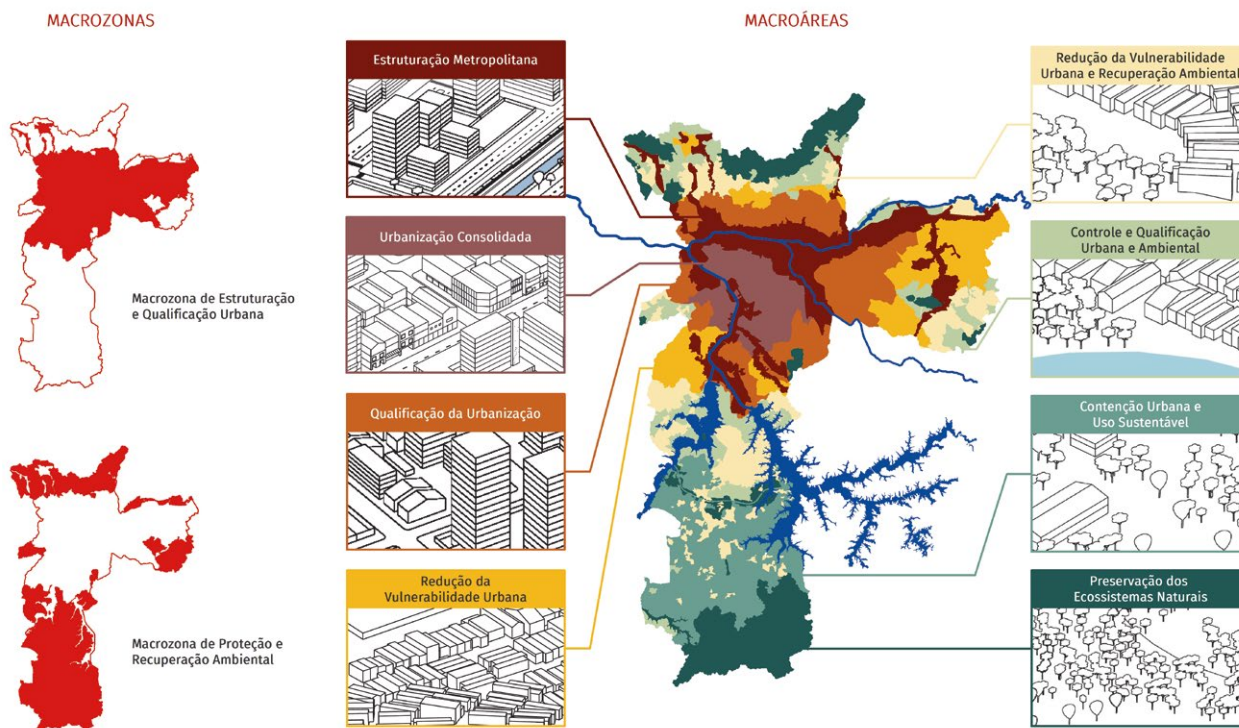 MACROZONAS
Macrozona de Estruturação
e Qualificação Urbana
Macrozona de Proteção e
Recuperação Ambiental
MACROÁREAS
Estruturação Metropolitana
Urbanização Consolidada
Qualificação da Urbanização
Redução da
Vulnerabilidade Urbana
Redução da Vulnerabilidade
Urbana e Recuperação Ambiental
Controle e Qualificação
Urbana e Ambiental
Contenção Urbana e
Uso Sustentável
Preservação dos
Ecossistemas Naturais